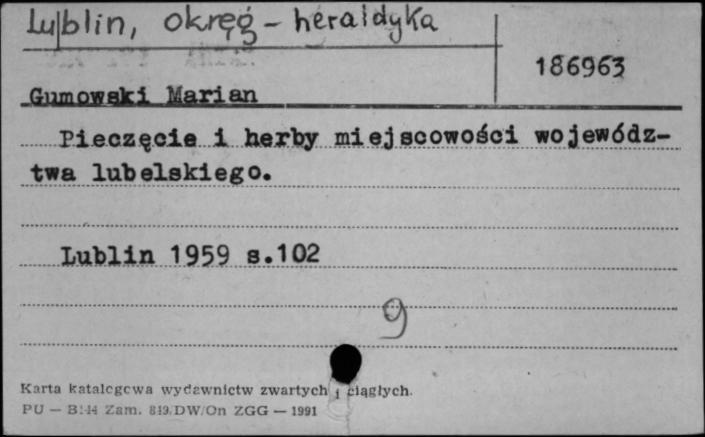 Lublin, okręg - heraldyka
186963
Gumowski Marian
Pieczęcie i herby miejscowości wojewódz-
twa lubelskiego.
Lublin 1959 s.102
9
Karta katalogowa wydawnictw zwartych i ciągłych.
PU — Zam. 819 DW/On ZGG — 1991